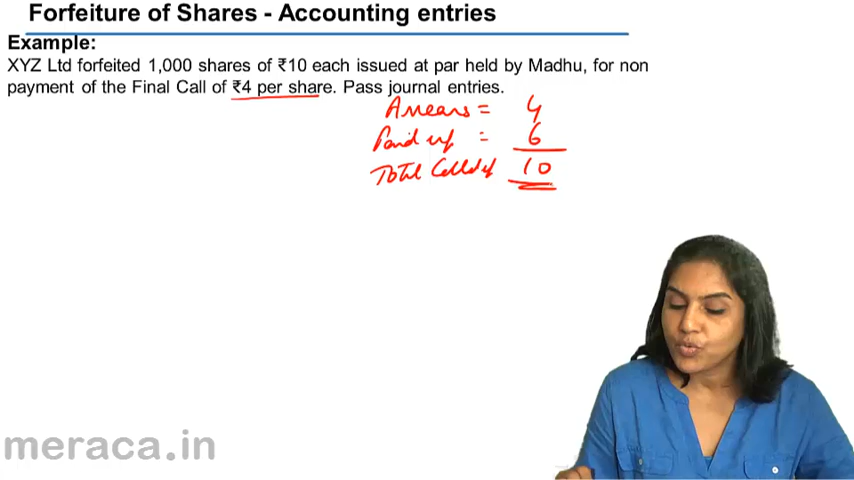 Forfeiture of Shares - Accounting entries
Example:
XYZ Ltd forfeited 1,000 shares of ₹10 each issued at par held by Madhu, for non
payment of the Final Call of ₹4 per share. Pass journal entries.
Arrears = 4
Paid up = 6
Total Called up 10
meraca.in